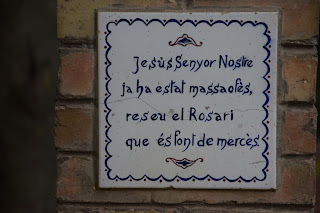 Jesús Senyor Nostre
ja ha estat massa ofès,
reseu el Rosari
que és font de mercès.